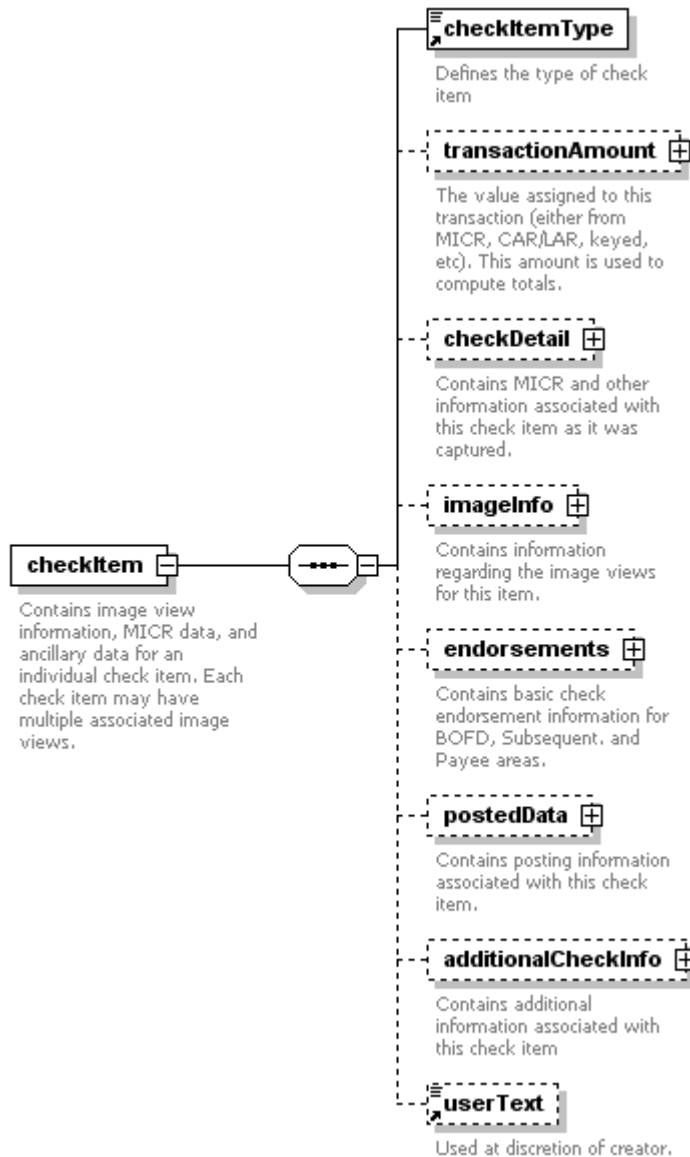 checkItemType
Defines the type of check
item
transactionAmount
The value assigned to this
transaction (either from
MICR, CAR/LAR, keyed,
etc). This amount is used to
compute totals.
checkDetail
Contains MICR and other
information associated with
this check item as it was
captured.
imageInfo
Contains information
regarding the image views
for this item.
checkItem
Contains image view
information, MICR data, and
ancillary data for an
individual check item. Each
check item may have
multiple associated image
views.
endorsements
Contains basic check
endorsement information for
BOFD, Subsequent. and
Payee areas.
postedData
Contains posting information
associated with this check
item.
additionalCheckInfo
Contains additional
information associated with
this check item
userText
Used at discretion of creator.